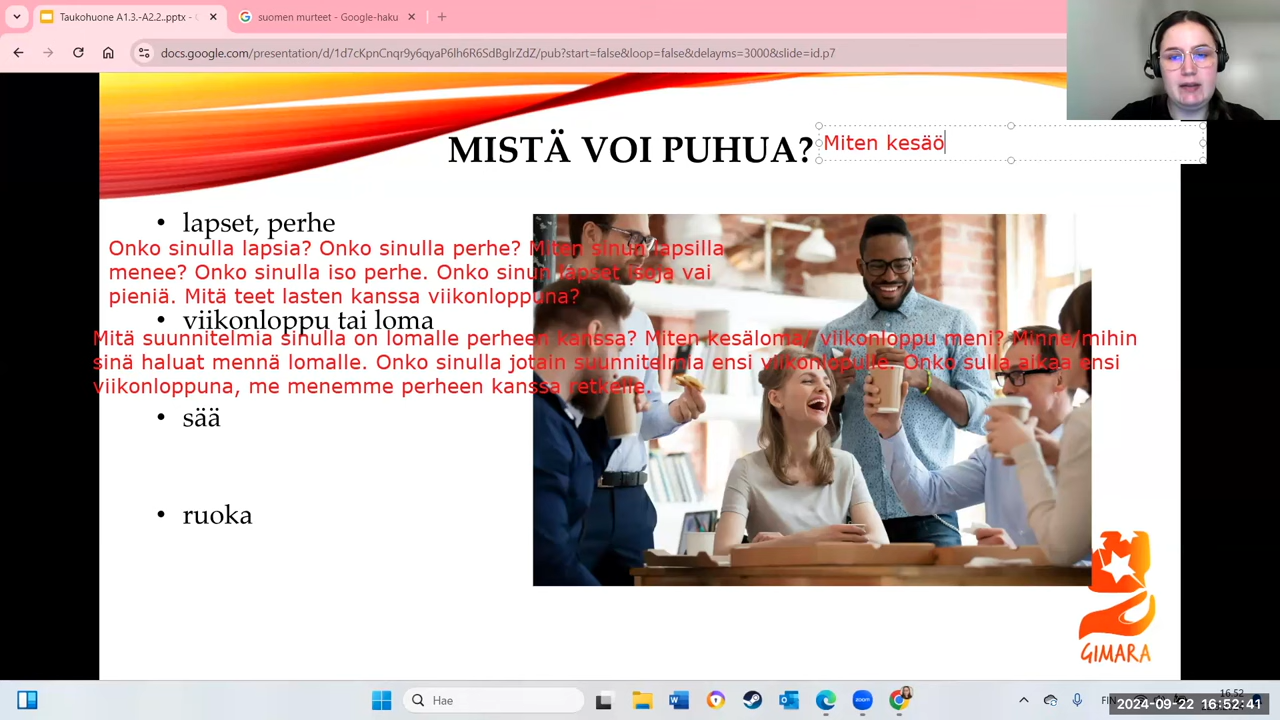 Taukohuone A1.3.-A2.2..pptx -
suomen murteet - Google-haku
docs.google.com/presentation/d/1d7cKpnCnqr9y6qyaP6lh6R6SdBglrZdZ/pub?start=false&loop=false&delayms=3000&slide=id.p7
MISTÄ VOI PUHUA?
Miten kesäö
• lapset, perhe
Onko sinulla lapsia? Onko sinulla perhe? Miten sinun lapsilla
menee? Onko sinulla iso perhe. Onko sinun lapset isoja vai
pieniä. Mitä teet lasten kanssa viikonloppuna?
• viikonloppu tai loma
Mitä suunnitelmia sinulla on lomalle perheen kanssa? Miten kesäloma/ viikonloppu meni? Minne/mihin
sinä haluat mennä lomalle. Onko sinulla jotain suunnitelmia ensi viikonlopulle. Onko sulla aikaa ensi
viikonloppuna, me menemme perheen kanssa retkelle.
• sää
• ruoka
GIMARA
Hae
FIN
16.52
2024-09-22 16:52:41